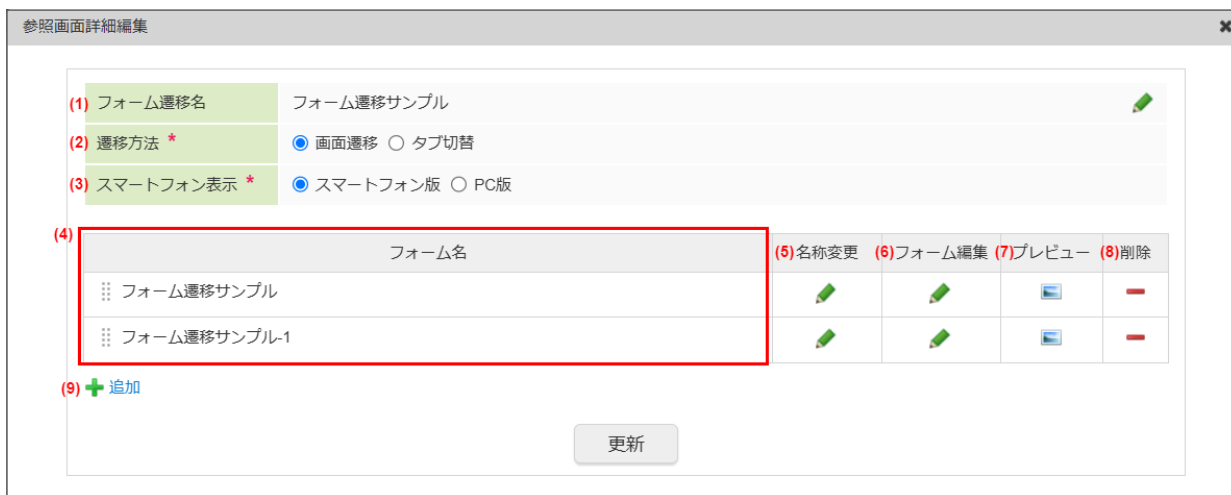 参照画面詳細編集
(1) フォーム遷移名 フォーム遷移サンプル
(2) 遷移方法 * 画面遷移 タブ切替
(3) スマートフォン表示 * スマートフォン版 PC版
(4)
フォーム名 (5)名称変更 (6)フォーム編集 (7)プレビュー (8)削除
フォーム遷移サンプル
フォーム遷移サンプル-1
(9) 追加
更新